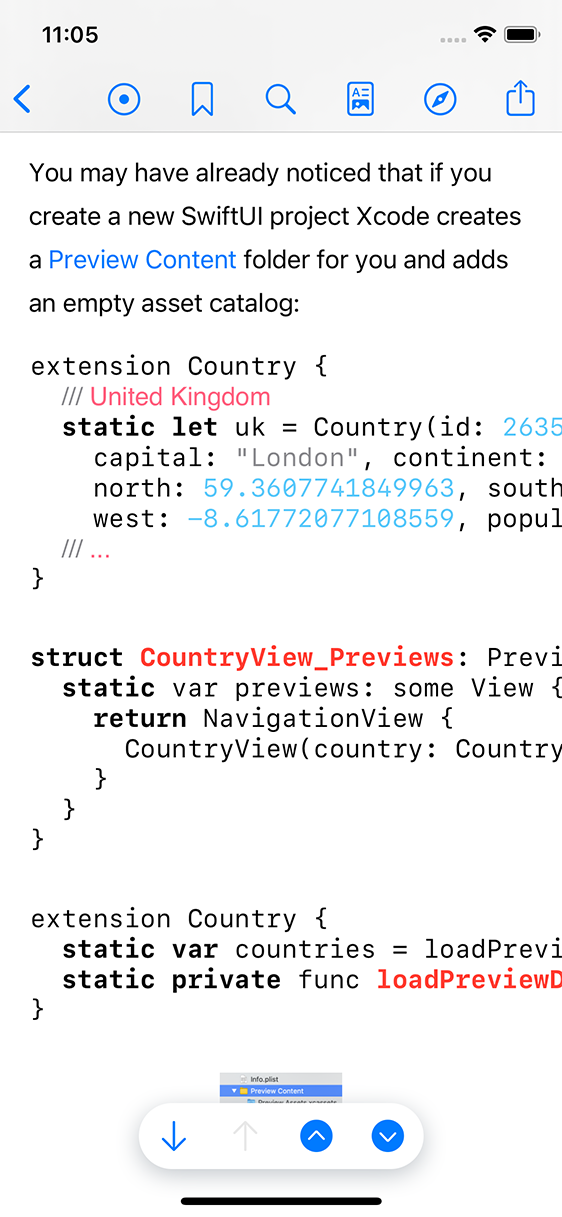 11:05
You may have already noticed that if you
create a new SwiftUI project Xcode creates
a Preview Content folder for you and adds
an empty asset catalog:
extension Country {
/// United Kingdom
static let uk = Country(id: 2635
capital: "London", continent:
north: 59.3607741849963, south
west: -8.61772077108559, popul
/// ...
}
struct CountryView_Previews: Previ
static var previews: some View {
return NavigationView {
CountryView(country: Country
}
}
}
extension Country {
static var countries = loadPrevi
static private func loadPreviewD
}
Info.plist
Preview Content
Preview Assets.xcassets